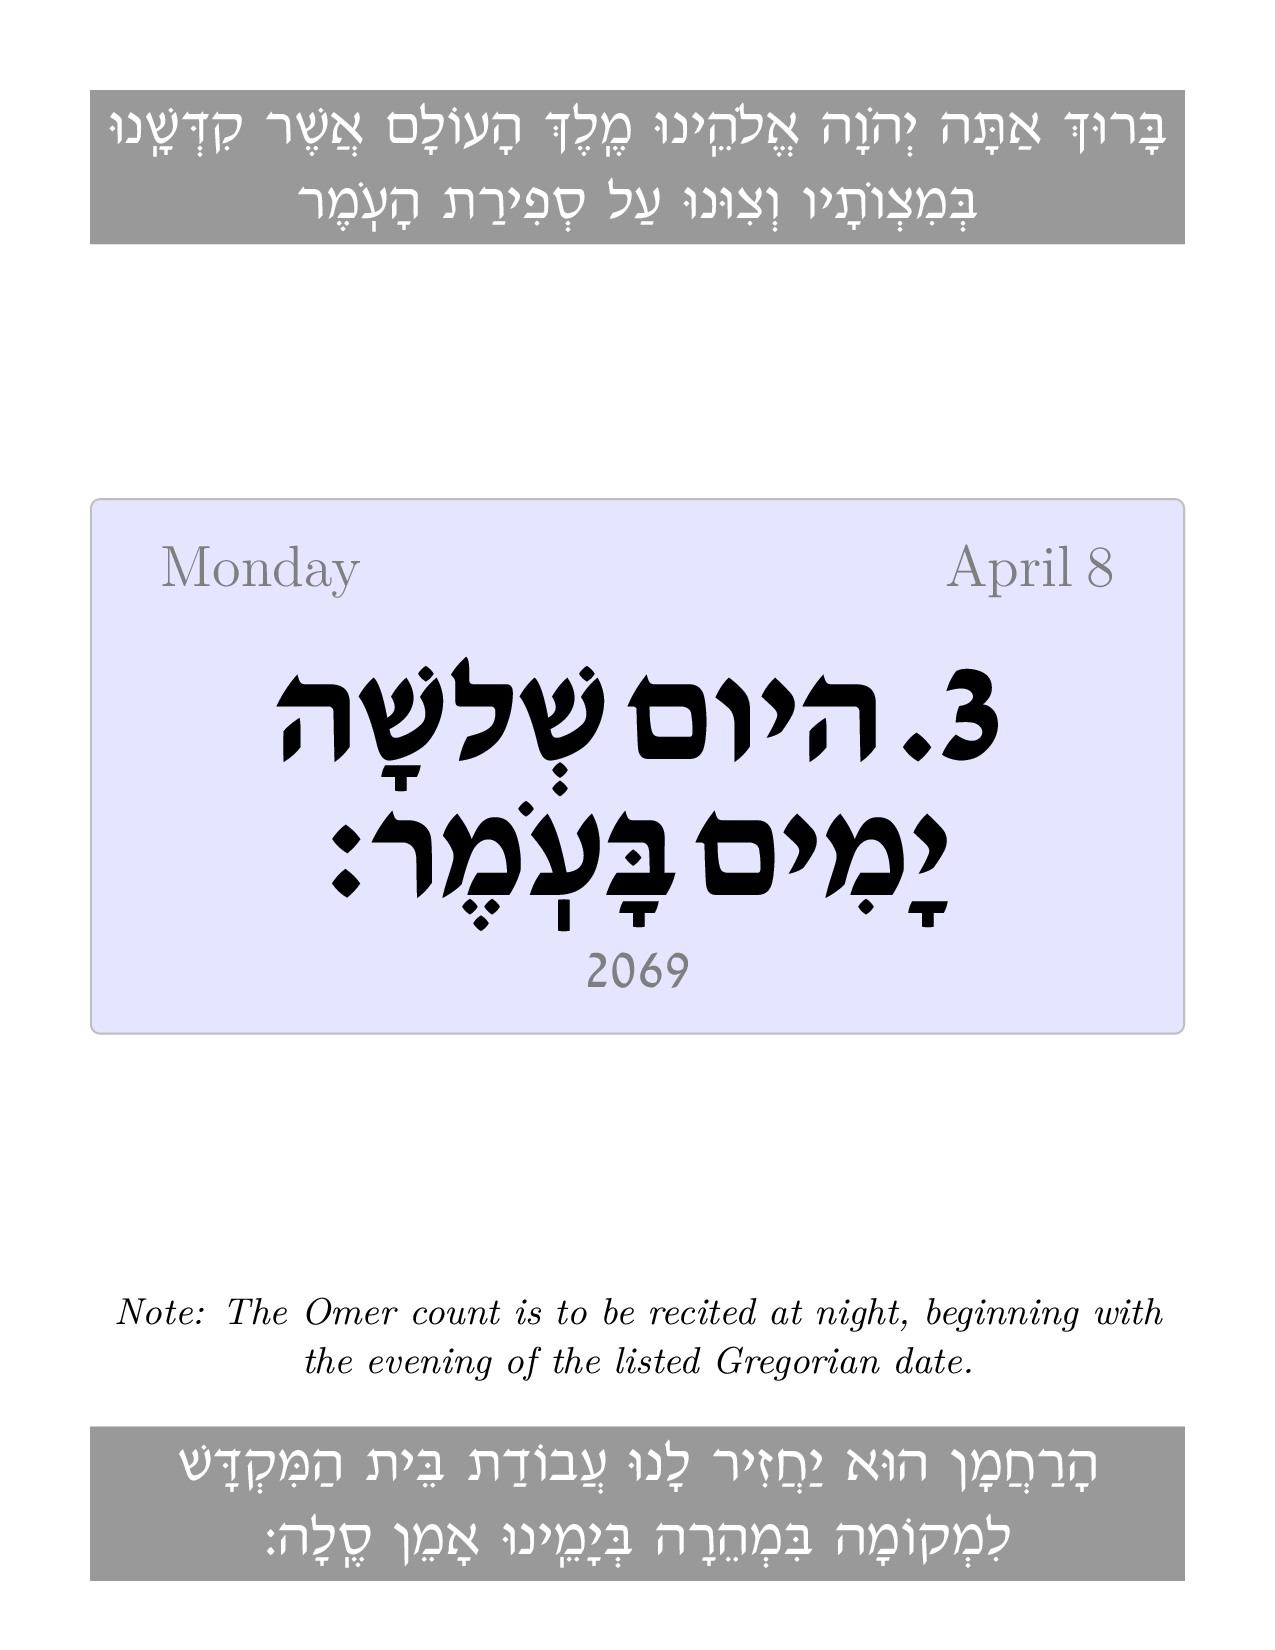 בָּרוּךְ אַתָּה יְהֹוָה אֱלֹהֵֽינוּ מֶֽלֶךְ הָעוֹלָם אֲשֶׁר קִדְּשָֽׁנוּ
בְּמִצְוֹתָיו וְצִוּנוּ עַל סְפִירַת הָעֹֽמֶר
Monday April 8
3. היום שְׁלֹשָׁה
יָמִים בָּעֹֽמֶר:
2069
Note: The Omer count is to be recited at night, beginning with
the evening of the listed Gregorian date.
הָרַחֲמָן הוּא יַחֲזִיר לָנוּ עֲבוֹדַת בֵּית הַמִּקְדָּשׁ
לִמְקוֹמָה בִּמְהֵרָה בְּיָמֵֽינוּ אָמֵן סֶֽלָה: